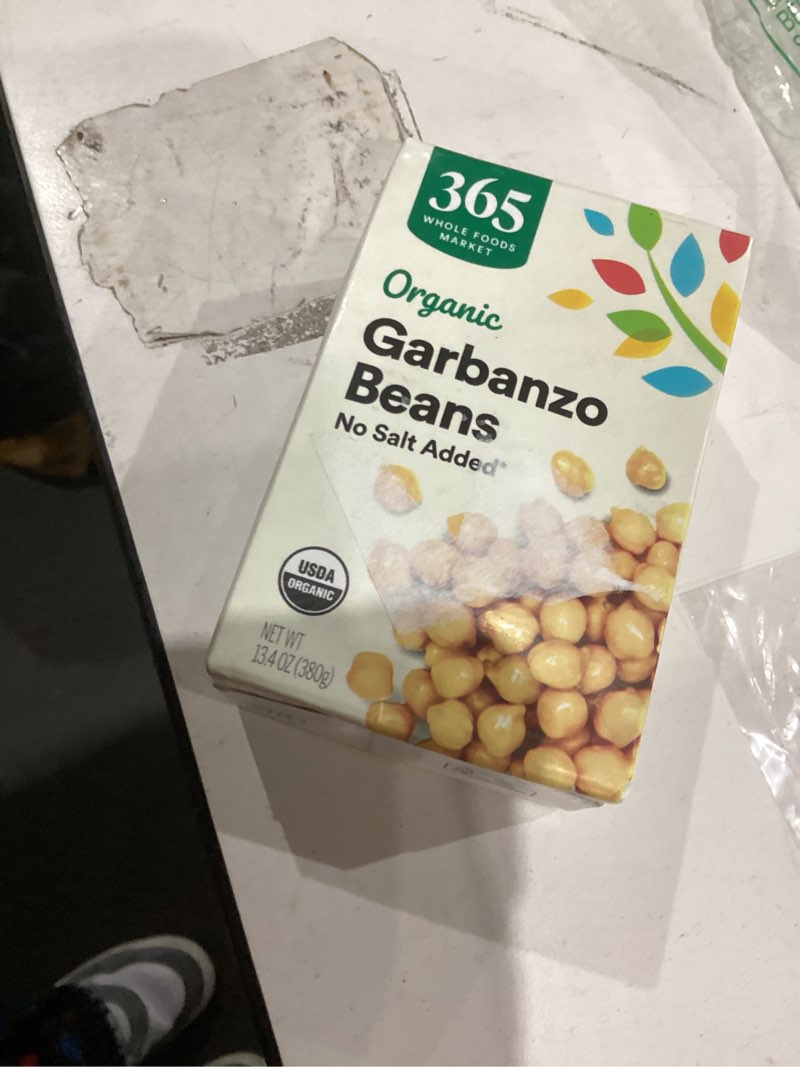 365
WHOLE FOODS
MARKET
Organic
Garbanzo
Beans
No Salt Added*
USDA
ORGANIC
NET WT
13.4 OZ (380g)